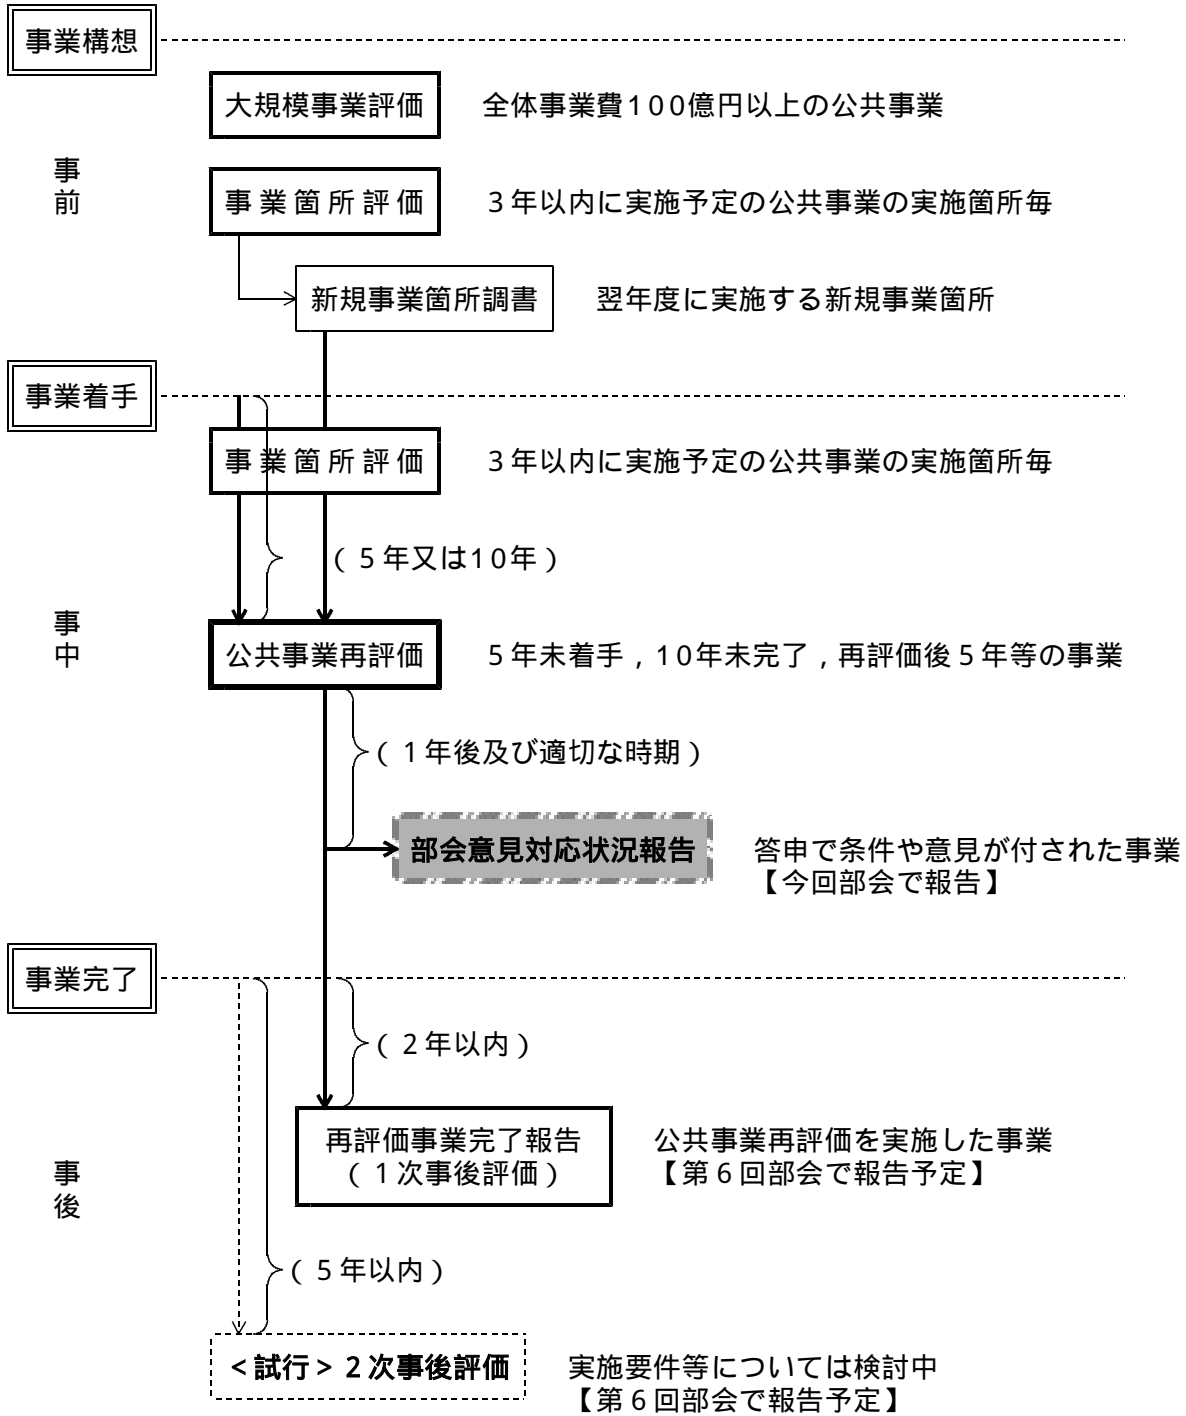 事業構想
大規模事業評価 全体事業費100億円以上の公共事業
事前
事業箇所評価 3年以内に実施予定の公共事業の実施箇所毎
新規事業箇所調書 翌年度に実施する新規事業箇所
事業着手
事業箇所評価 3年以内に実施予定の公共事業の実施箇所毎
（5年又は10年）
事中
公共事業再評価 5年未着手，10年未完了，再評価後5年等の事業
（1年後及び適切な時期）
部会意見対応状況報告 答申で条件や意見が付された事業
【今回部会で報告】
事業完了
（2年以内）
再評価事業完了報告 公共事業再評価を実施した事業
（1次事後評価） 【第6回部会で報告予定】
事後
（5年以内）
＜試行＞2次事後評価 実施要件等については検討中
【第6回部会で報告予定】